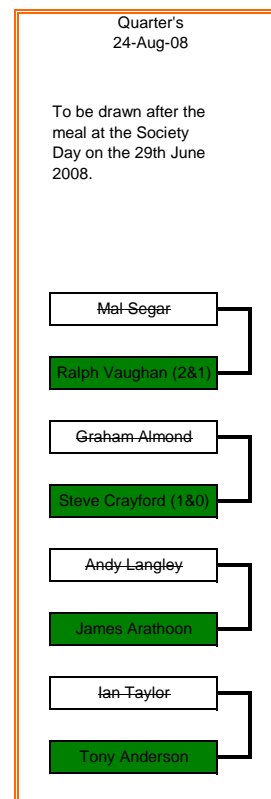 Quarter's
24-Aug-08
To be drawn after the
meal at the Society
Day on the 29th June
2008.
Mal Segar
Ralph Vaughan (2&1)
Graham Almond
Steve Crayford (1&0)
Andy Langley
James Arathoon
Ian Taylor
Tony Anderson